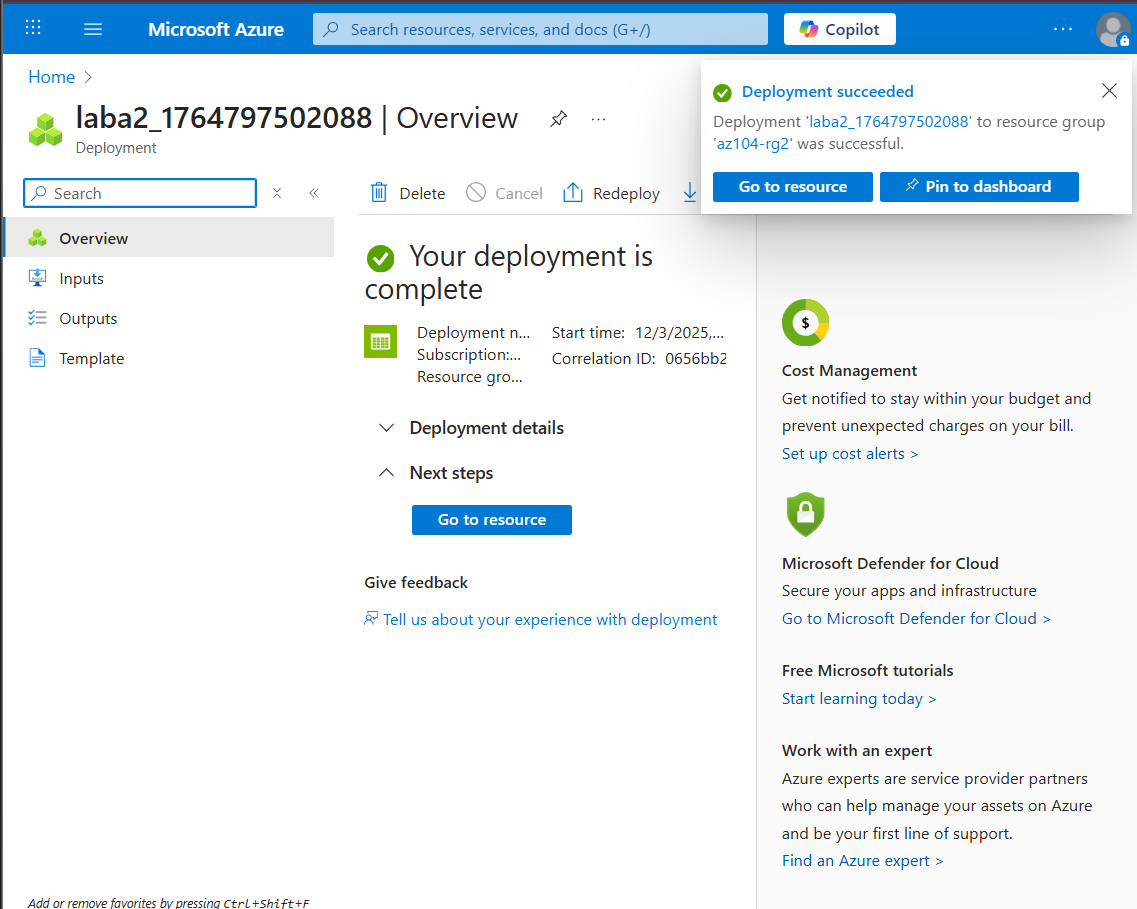 Microsoft Azure
Search resources, services, and docs (G+/)
Copilot
Home
laba2_1764797502088 | Overview
Deployment
Deployment succeeded
Deployment 'laba2_1764797502088' to resource group
'az104-rg2' was successful.
Go to resource
Pin to dashboard
Search
Delete
Cancel
Redeploy
Overview
Inputs
Outputs
Template
Your deployment is
complete
Deployment n...
Subscription:...
Resource gro...
Start time: 12/3/2025,...
Correlation ID: 0656bb2
Deployment details
Next steps
Go to resource
Give feedback
Tell us about your experience with deployment
$
Cost Management
Get notified to stay within your budget and
prevent unexpected charges on your bill.
Set up cost alerts >
Microsoft Defender for Cloud
Secure your apps and infrastructure
Go to Microsoft Defender for Cloud >
Free Microsoft tutorials
Start learning today >
Work with an expert
Azure experts are service provider partners
who can help manage your assets on Azure
and be your first line of support.
Find an Azure expert >
Add or remove favorites by pressing Ctrl+Shift+F